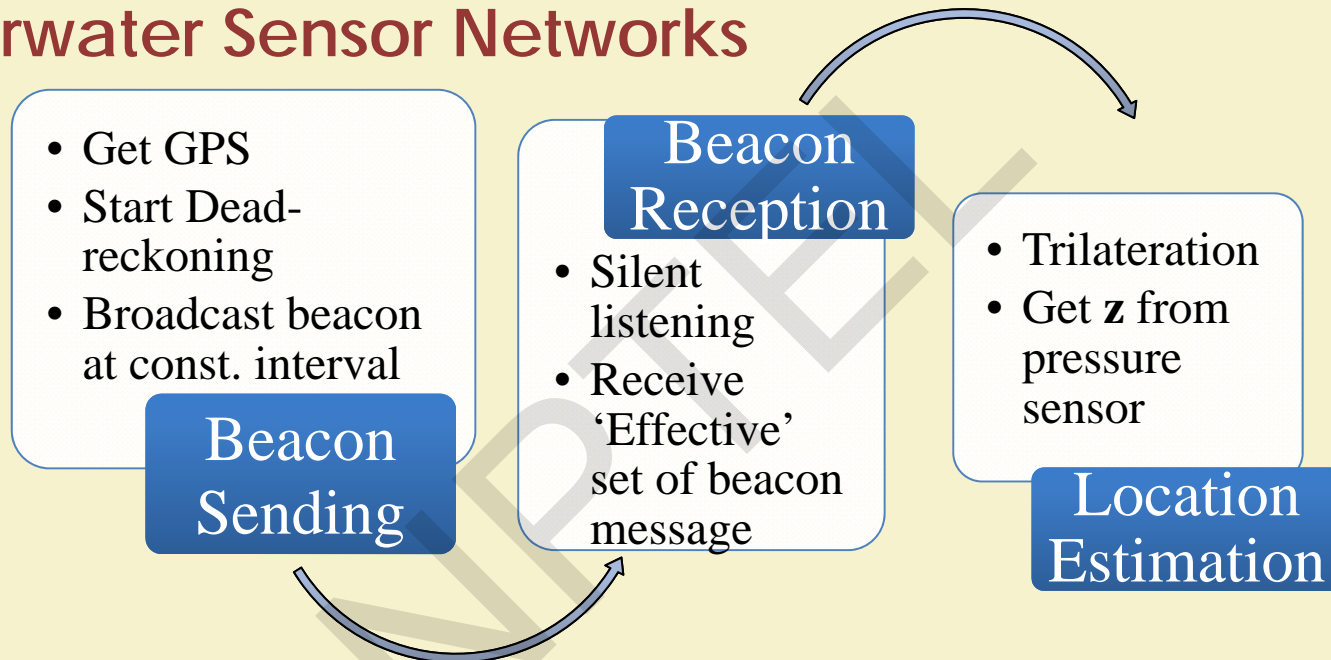 rwater Sensor Networks
• Get GPS
• Start Dead-
reckoning
• Broadcast beacon
at const. interval
Beacon
Sending
Beacon
Reception
• Silent
listening
• Receive
‘Effective’
set of beacon
message
• Trilateration
• Get z from
pressure
sensor
Location
Estimation
NPTEL